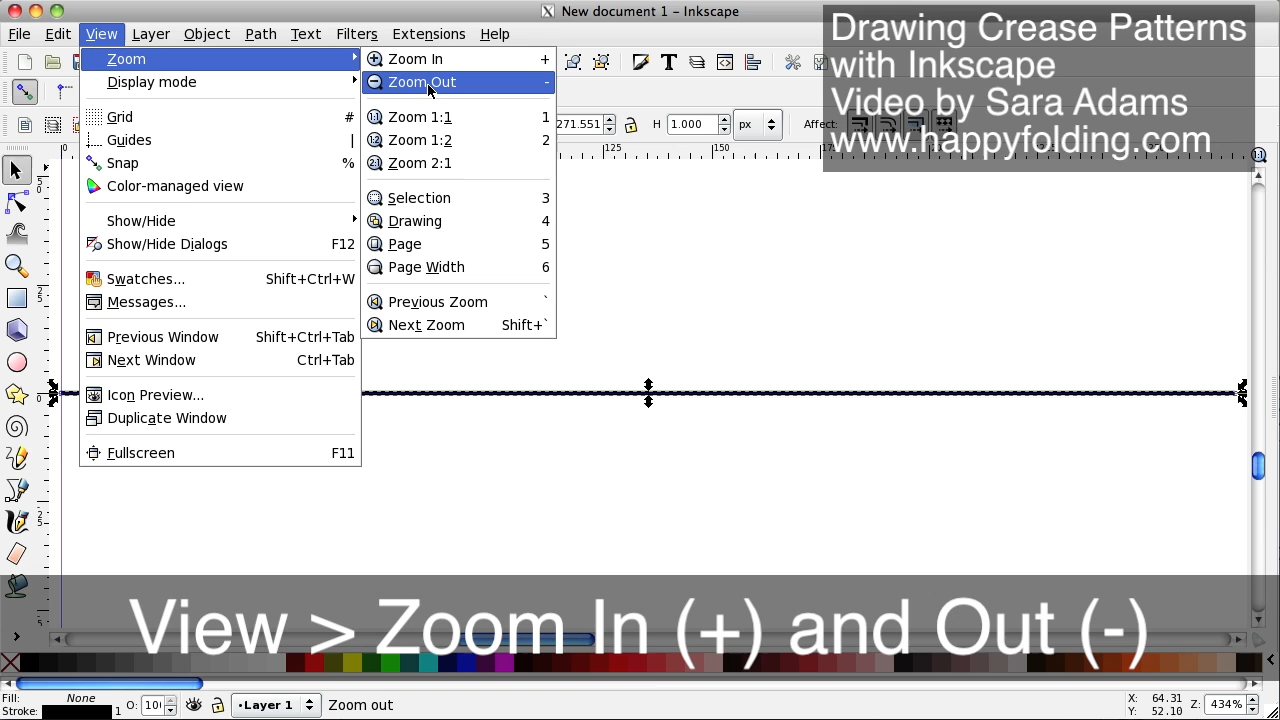 New document 1 - Inkscape
File Edit View Layer Object Path Text Filters Extensions Help
Drawing Crease Patterns
with Inkscape
Video by Sara Adams
www.happyfolding.com
Zoom
Display mode
Grid #
Guides |
Snap %
Color-managed view
Show/Hide
Show/Hide Dialogs F12
Swatches... Shift+Ctrl+W
Messages... 
Previous Window Shift+Ctrl+Tab
Next Window Ctrl+Tab
Icon Preview...
Duplicate Window
Fullscreen F11
Zoom In +
Zoom Out -
Zoom 1:1 1
Zoom 1:2 2
Zoom 2:1
Selection 3
Drawing 4
Page 5
Page Width 6
Previous Zoom `
Next Zoom Shift+`
271.551 H 1.000 px Affect:
0 125 150
View > Zoom In (+) and Out (-)
Fill: None
Stroke: 1 O:
•Layer 1 Zoom out
X: 64.31
Y: 52.10
Z: 434%